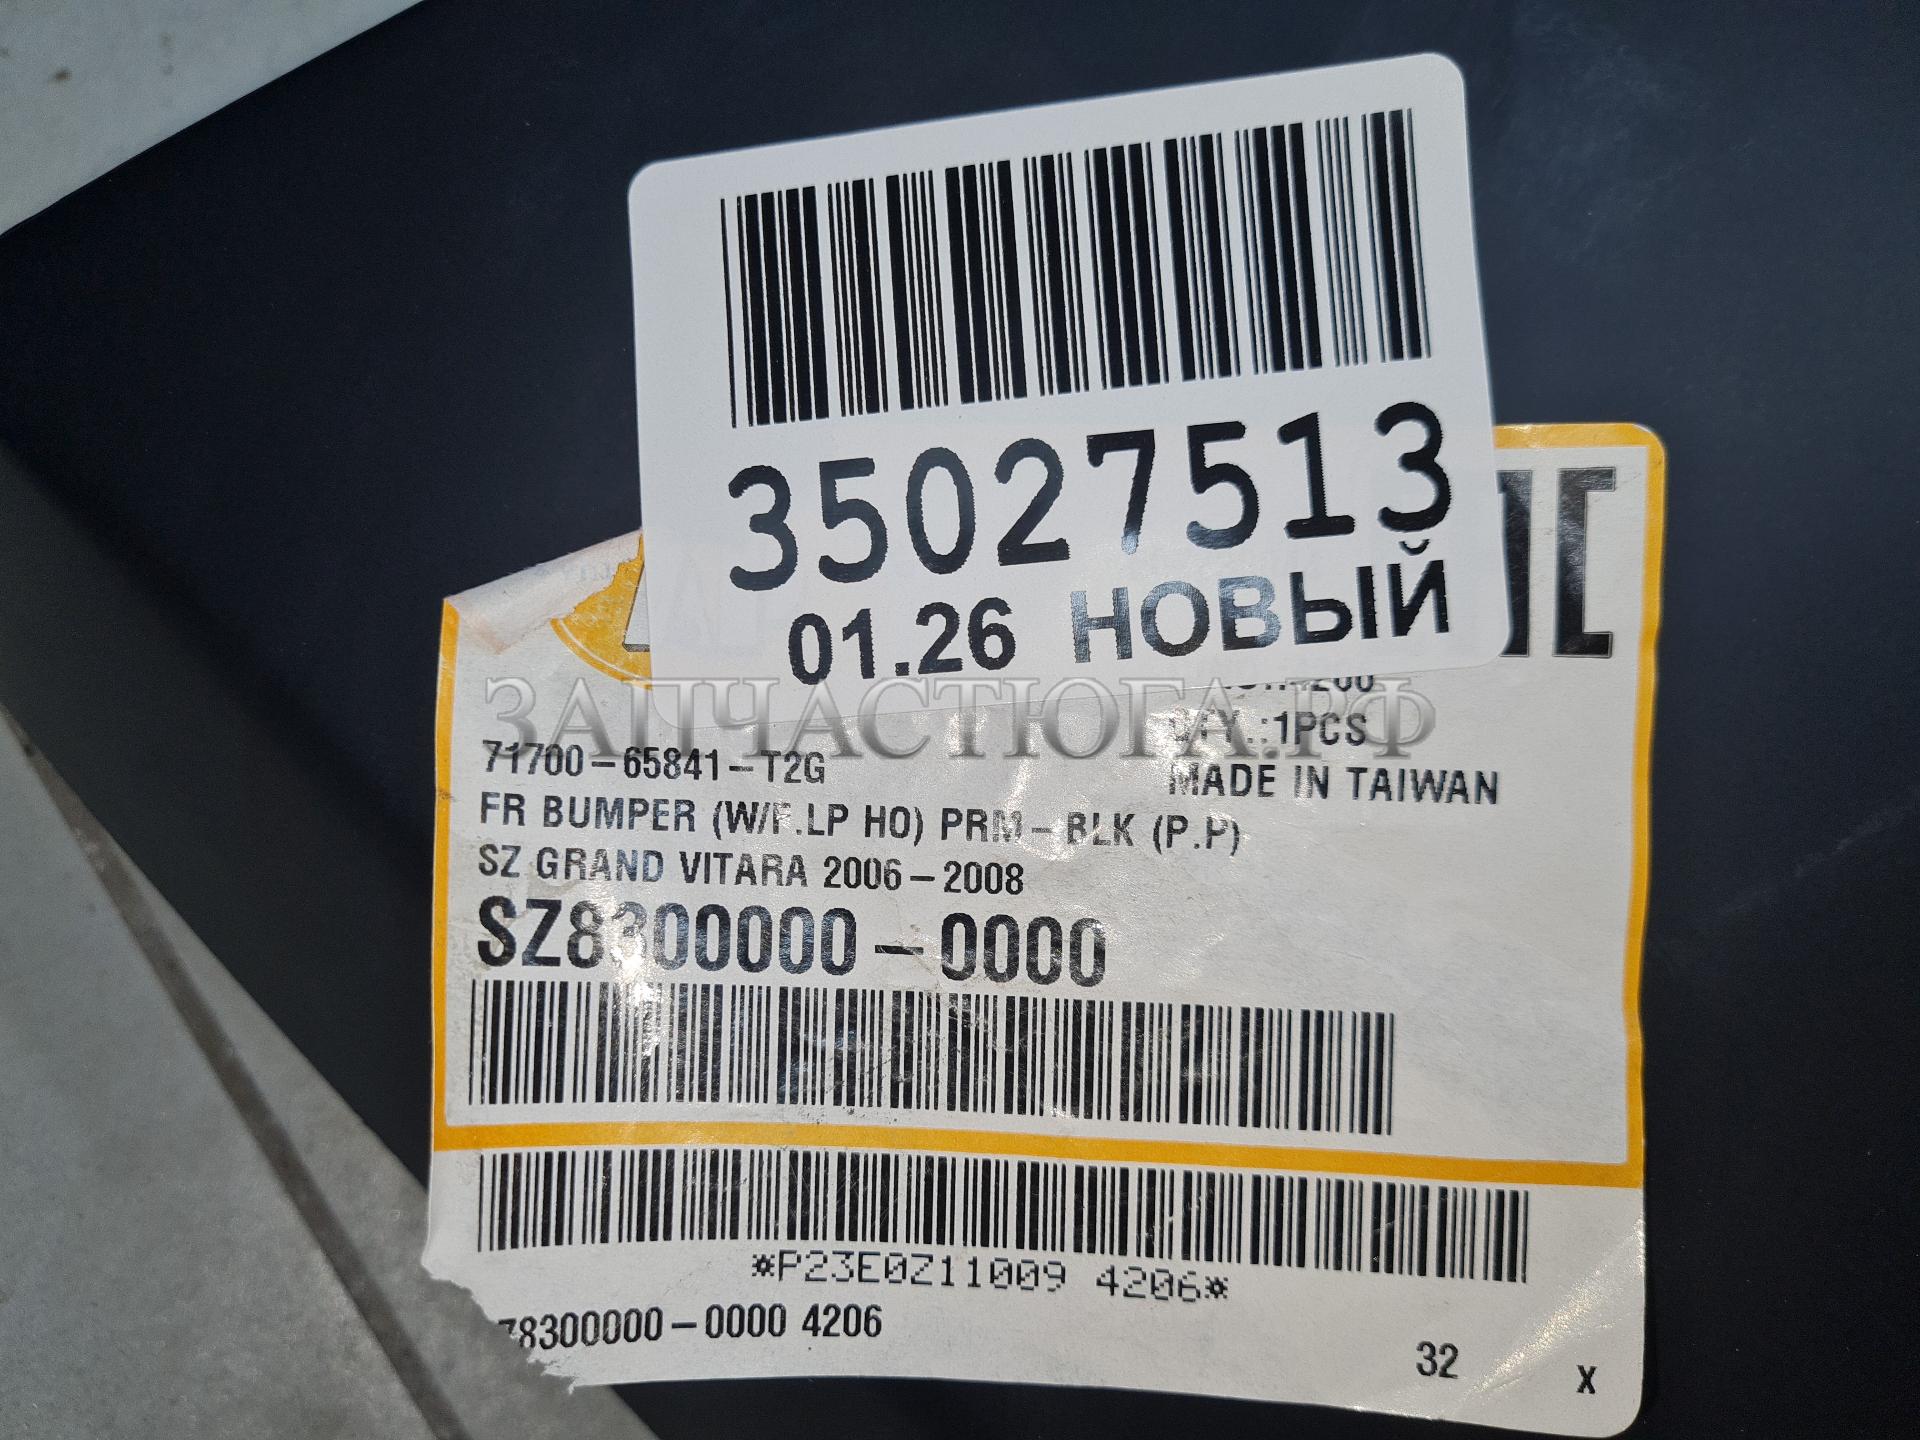 35027513
01.26 НОВЫЙ
ЗАПЧАСТЮГА.РФ
QTY.:1PCS
71700-65841-T2G
MADE IN TAIWAN
FR BUMPER (W/F.LP HO) PRM-BLK (P.P)
SZ GRAND VITARA 2006-2008
SZ8300000-0000
*P23E0Z11009 4206*
Z8300000-0000 4206
32
X